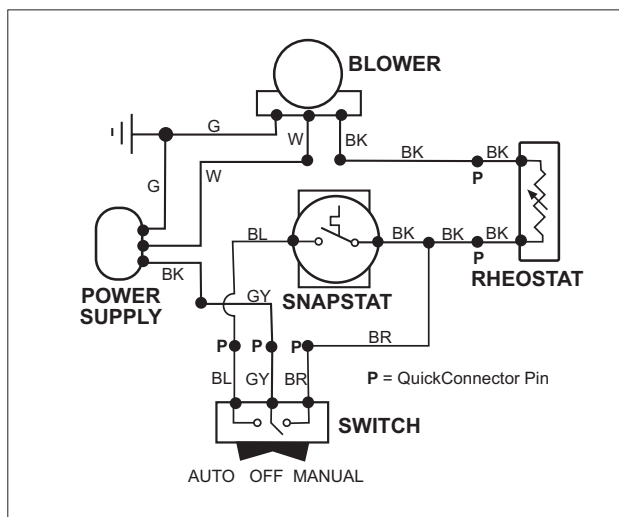 BLOWER
G
W
BK
BK
BK
G
W
P
BL
BK
BK
BK
P
RHEOSTAT
SNAPSTAT
POWER
SUPPLY
GY
BR
P
P
P
P = QuickConnector Pin
BL
GY
BR
SWITCH
AUTO OFF MANUAL